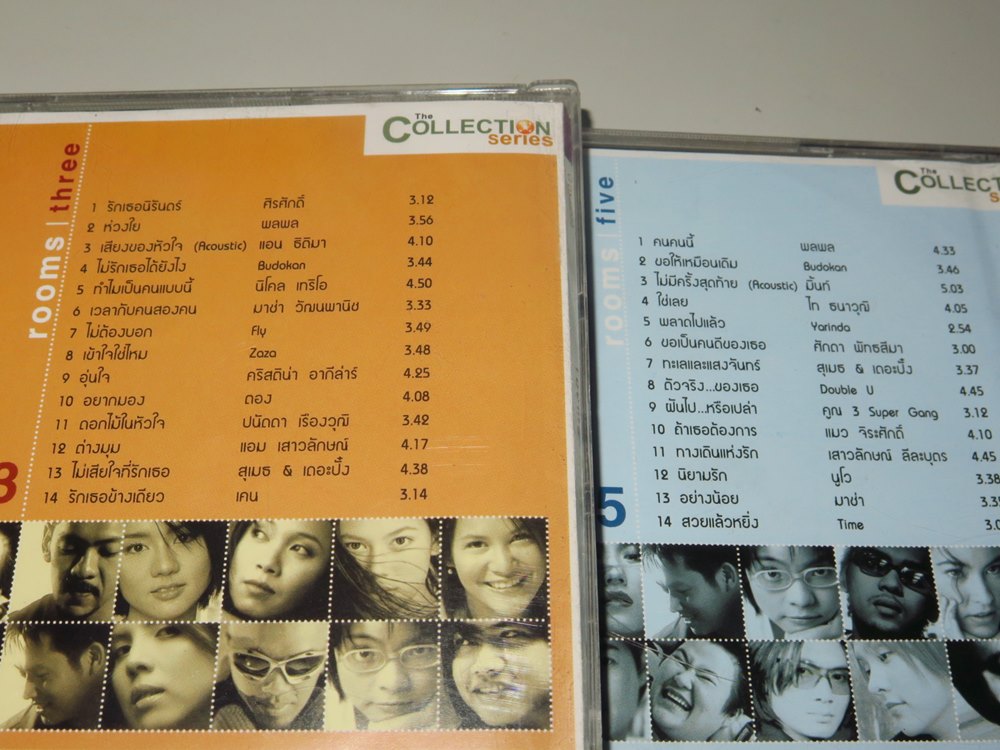 The
COLLECTION
series
rooms | three
1 รักเธอนิรันดร์ ศิรศักดิ์ 3.12
2 ห่วงใย พลพล 3.56
3 เสียงของหัวใจ (Acoustic) แอน ธิติมา 4.10
4 ไม่รักเธอได้ยังไง Budokan 3.44
5 ทำไมเป็นคนแบบนี้ นิโคล เทริโอ 4.50
6 เวลากับคนสองคน มาช่า วัฒนพานิช 3.33
7 ไม่ต้องบอก Fly 3.49
8 เข้าใจใช่ไหม Zaza 3.48
9 อุ่นใจ คริสติน่า อากีล่าร์ 4.25
10 อยากมอง ตอง 4.08
11 ดอกไม้ในหัวใจ ปนัดดา เรืองวุฒิ 3.42
12 ต่างมุม แอม เสาวลักษณ์ 4.17
13 ไม่เสียใจที่รักเธอ สุเมธ & เดอะปั๋ง 4.38
14 รักเธอข้างเดียว เคน 3.14
3
The
rooms | five
1 คนคนนี้ พลพล 4.33
2 ขอให้เหมือนเดิม Budokan 3.46
3 ไม่มีครั้งสุดท้าย (Acoustic) มิ้นท์ 5.03
4 ใช่เลย ไท ธนาวุฒิ 4.05
5 พลาดไปแล้ว Yarinda 2.54
6 ขอเป็นคนดีของเธอ ศักดา พัทธสีมา 3.00
7 ทะเลและแสงจันทร์ สุเมธ & เดอะปั๋ง 3.37
8 ตัวจริง...ของเธอ Double U 4.45
9 ฝันไป...หรือเปล่า คูณ 3 Super Gang 3.12
10 ถ้าเธอต้องการ แมว จิระศักดิ์ 4.10
11 ทางเดินแห่งรัก เสาวลักษณ์ ลีละบุตร 4.45
12 นิยามรัก นูโว 3.38
13 อย่างน้อย มาช่า
14 สวยแล้วหยิ่ง Time
5